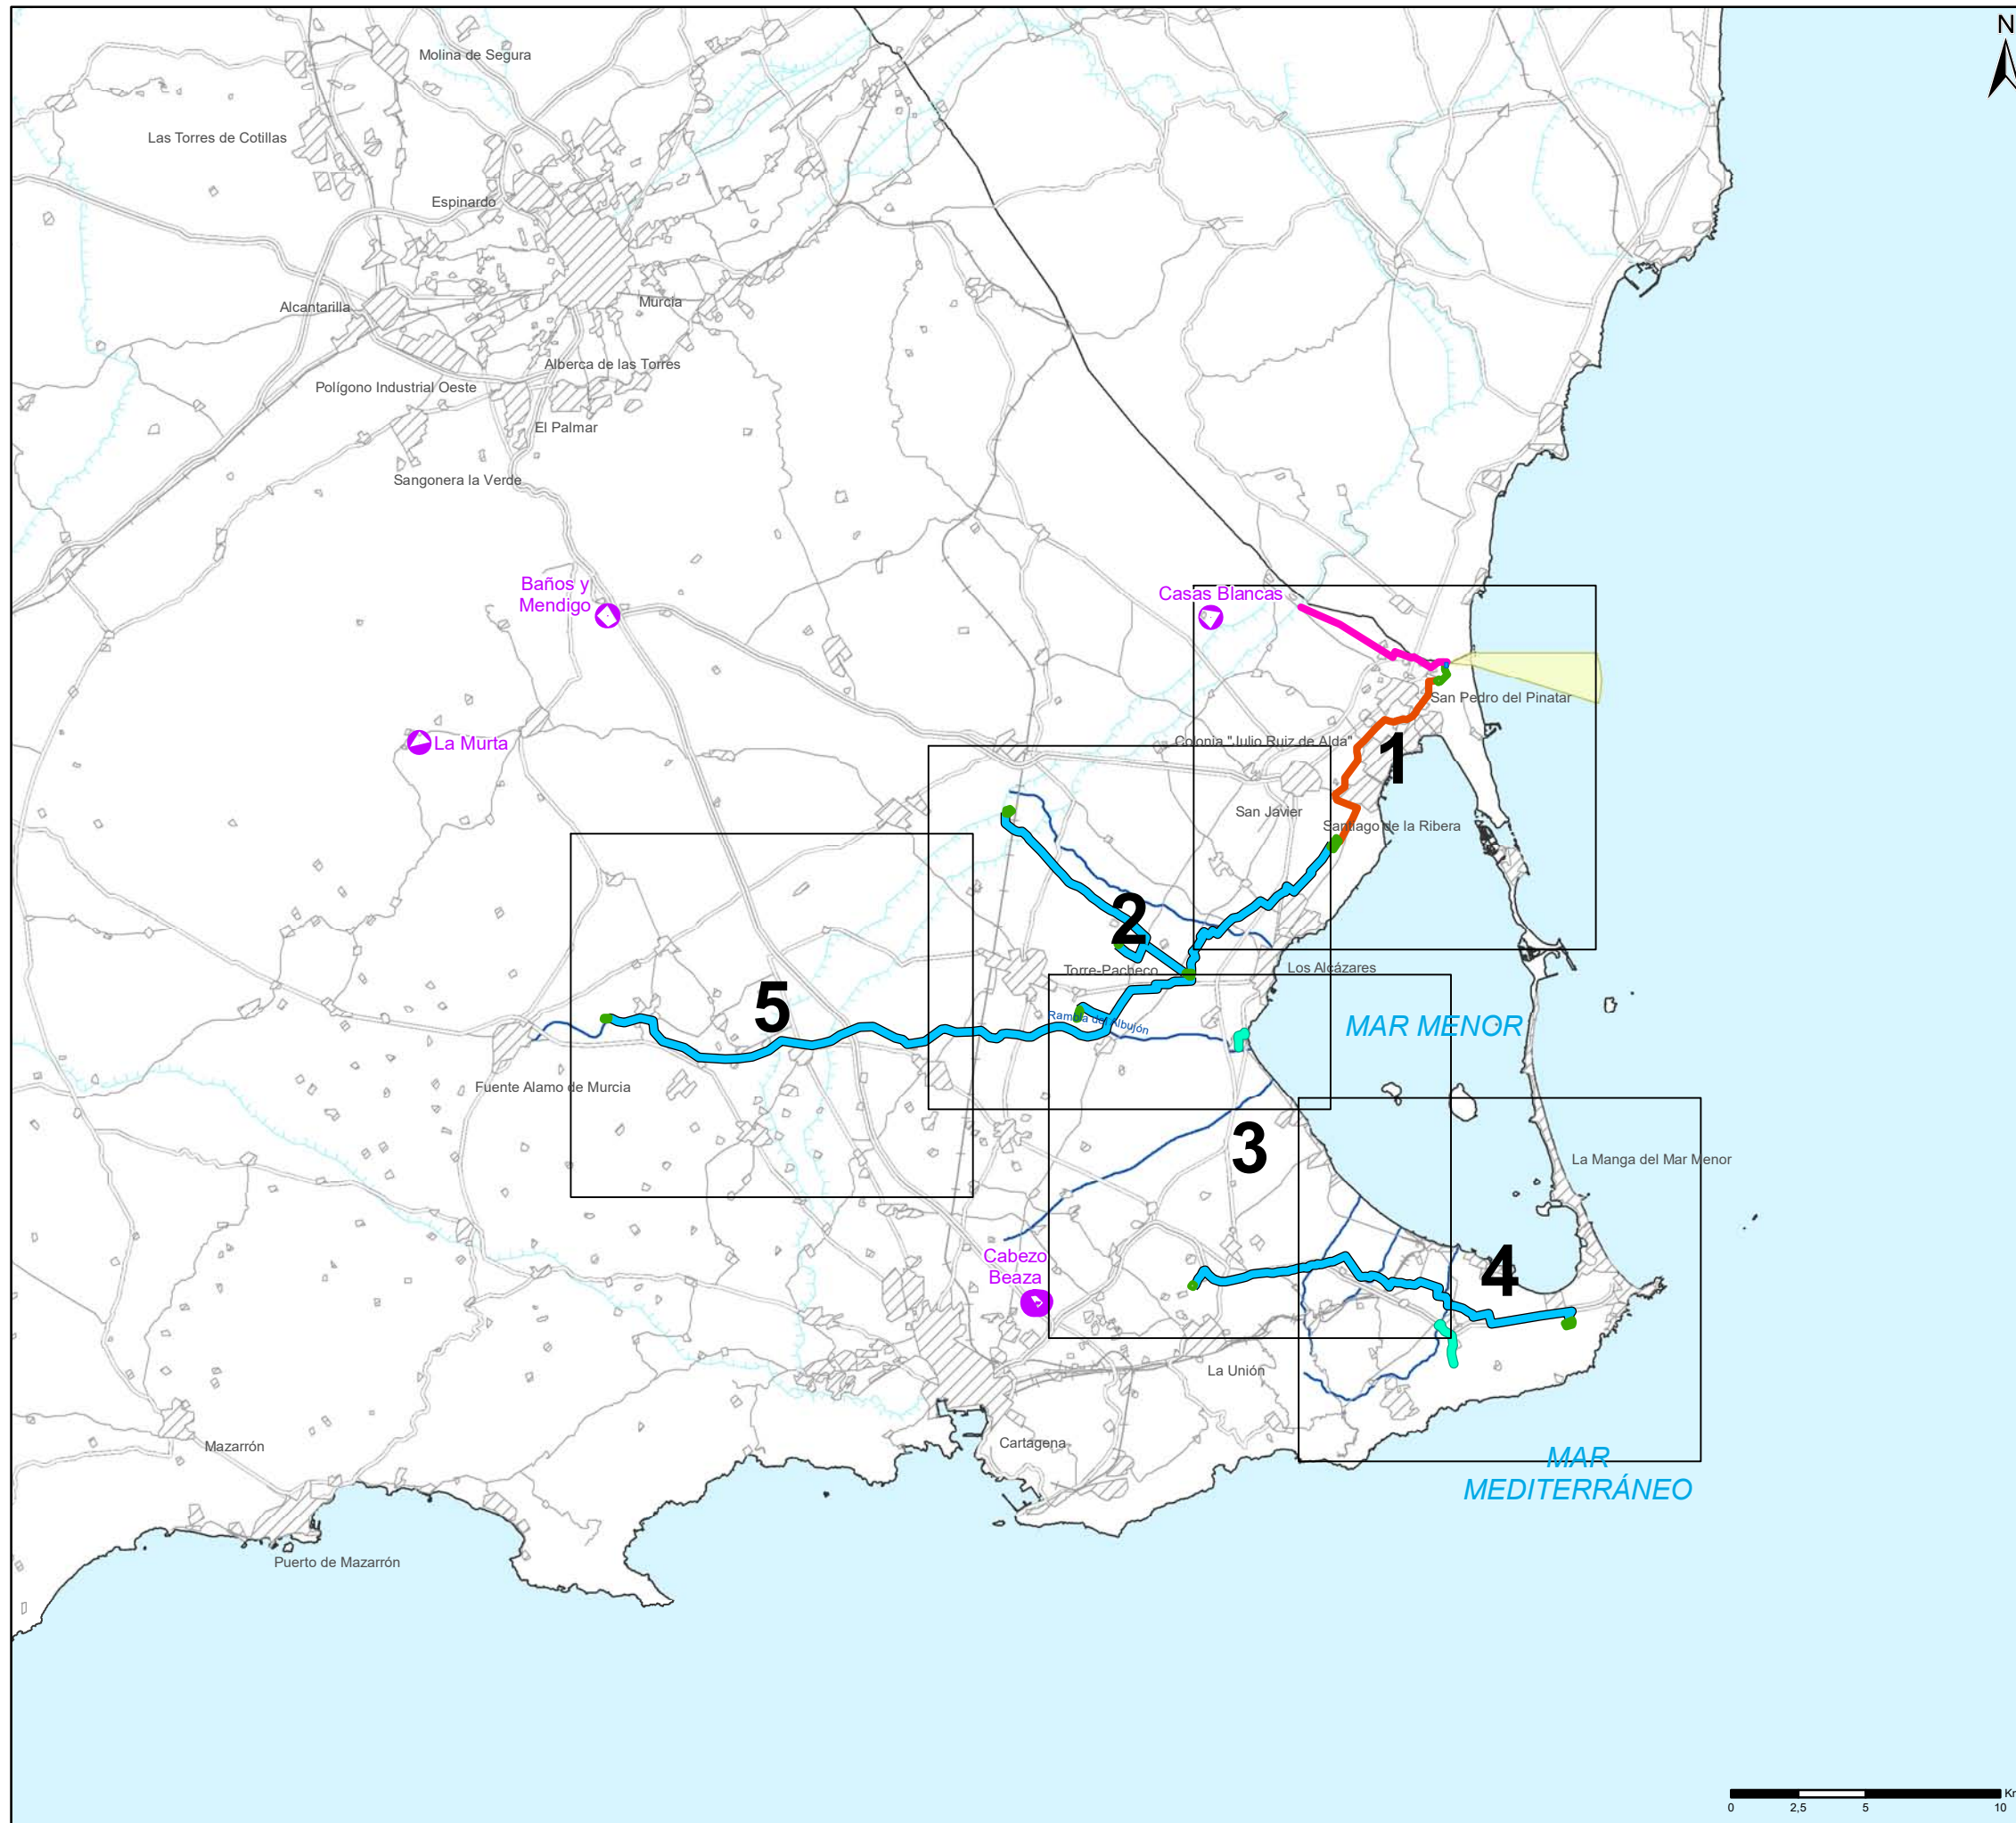 N
Molina de Segura
Las Torres de Cotillas
Espinardo
Murcia
Alcantarilla
Alberca de las Torres
Polígono Industrial Oeste
El Palmar
Sangonera la Verde
Baños y
Mendigo
Casas Blancas
San Pedro del Pinatar
La Murta
Colonia "Julio Ruiz de Alda"
1
San Javier
Santiago de la Ribera
2
Torre-Pacheco
Los Alcázares
5
Rambla del Albujón
MAR MENOR
Fuente Alamo de Murcia
3
La Manga del Mar Menor
Cabezo
Beaza
4
La Unión
Mazarrón
Cartagena
MAR
MEDITERRÁNEO
Puerto de Mazarrón
0 2,5 5 10